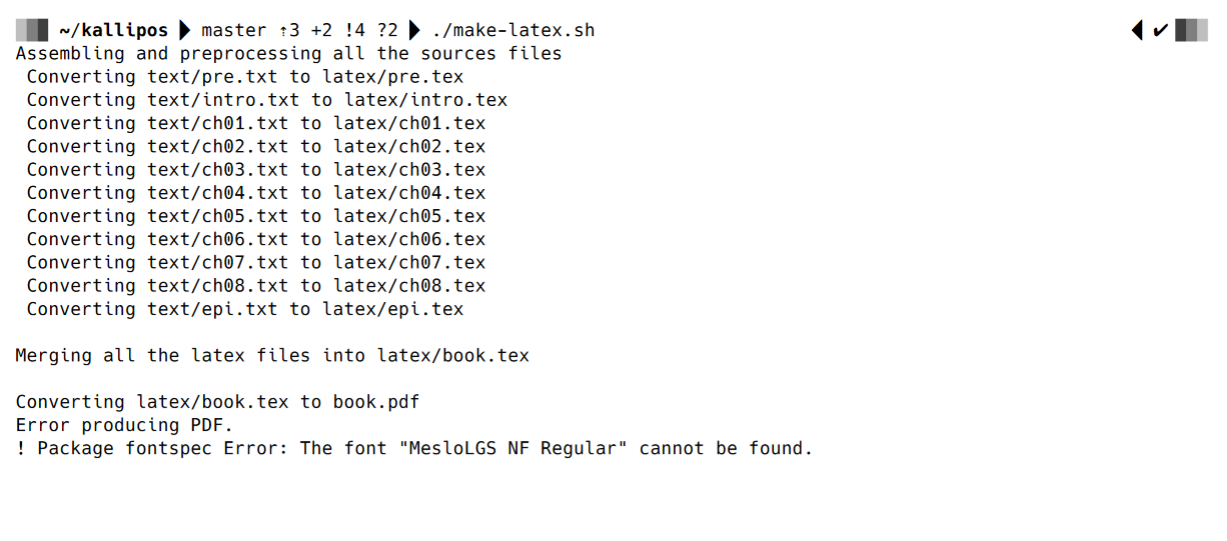 ~/kallipos master ⇡3 +2 !4 ?2 ./make-latex.sh ✔
Assembling and preprocessing all the sources files
Converting text/pre.txt to latex/pre.tex
Converting text/intro.txt to latex/intro.tex
Converting text/ch01.txt to latex/ch01.tex
Converting text/ch02.txt to latex/ch02.tex
Converting text/ch03.txt to latex/ch03.tex
Converting text/ch04.txt to latex/ch04.tex
Converting text/ch05.txt to latex/ch05.tex
Converting text/ch06.txt to latex/ch06.tex
Converting text/ch07.txt to latex/ch07.tex
Converting text/ch08.txt to latex/ch08.tex
Converting text/epi.txt to latex/epi.tex
Merging all the latex files into latex/book.tex
Converting latex/book.tex to book.pdf
Error producing PDF.
! Package fontspec Error: The font "MesloLGS NF Regular" cannot be found.